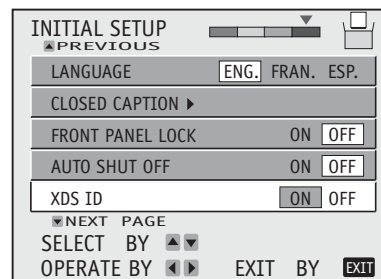 INITIAL SETUP
▲PREVIOUS
LANGUAGE ENG. FRAN. ESP.
CLOSED CAPTION ▶
FRONT PANEL LOCK ON OFF
AUTO SHUT OFF ON OFF
XDS ID ON OFF
▼NEXT PAGE
SELECT BY ▲▼
OPERATE BY ◀▶ EXIT BY EXIT